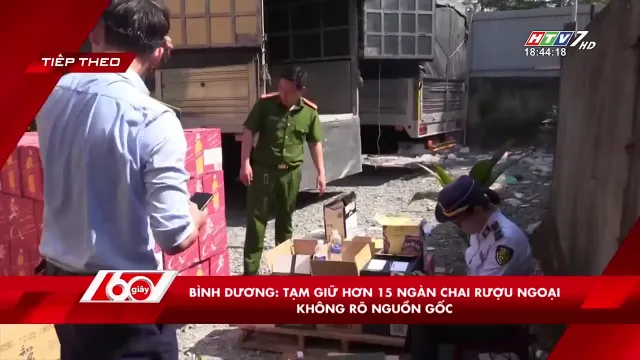 TIẾP THEO
HTV7 HD
18:44:18
60 giây
BÌNH DƯƠNG: TẠM GIỮ HƠN 15 NGÀN CHAI RƯỢU NGOẠI
KHÔNG RÕ NGUỒN GỐC